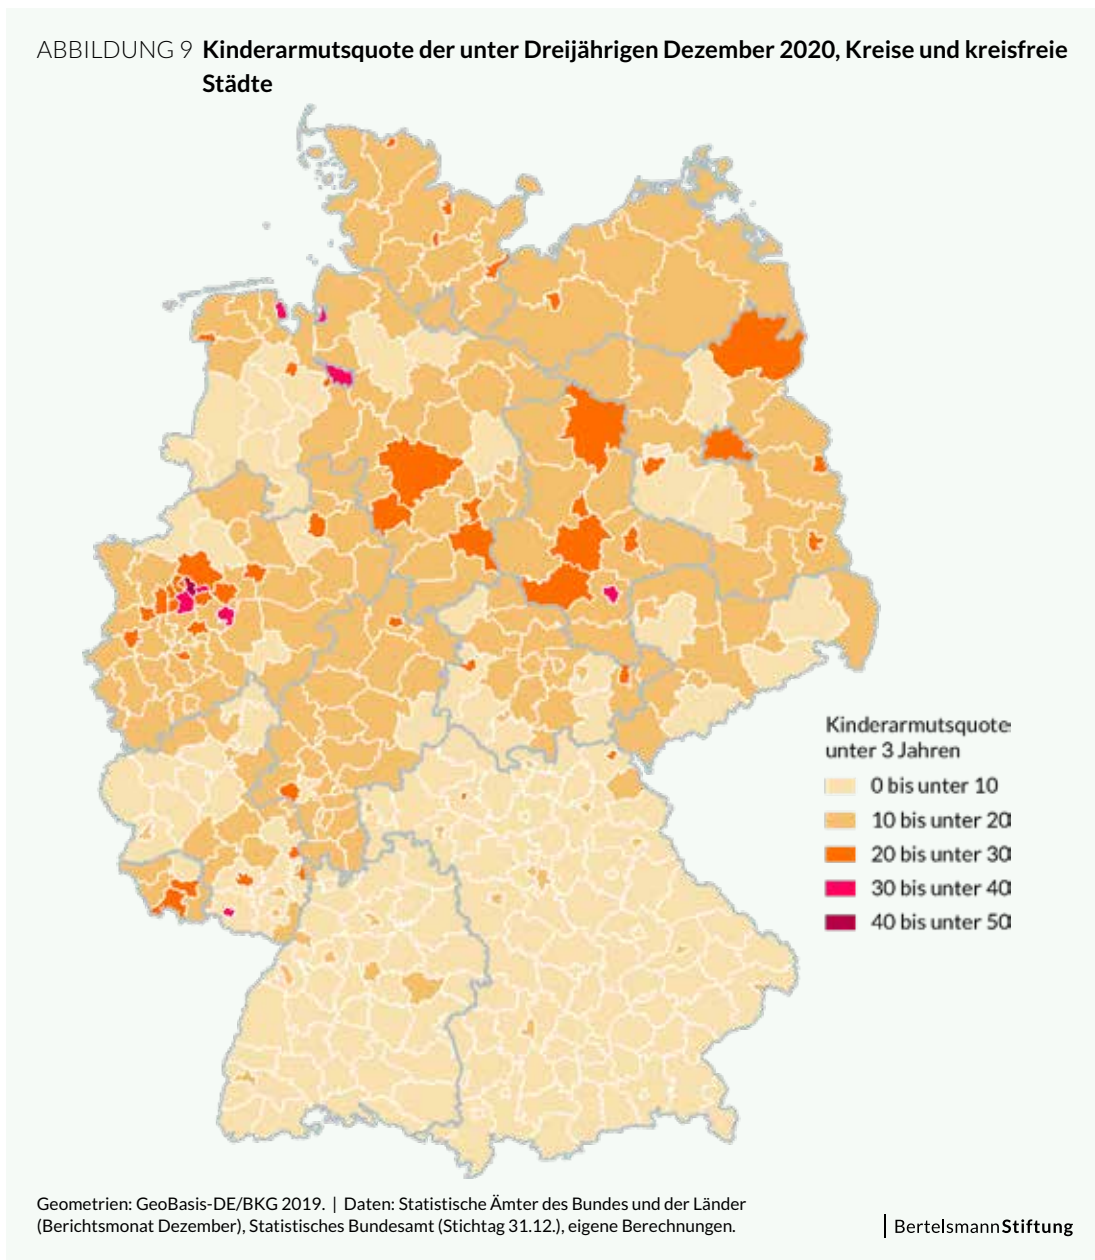 ABBILDUNG 9 Kinderarmutsquote der unter Dreijährigen Dezember 2020, Kreise und kreisfreie
Städte
Kinderarmutsquote
unter 3 Jahren
0 bis unter 10
10 bis unter 20
20 bis unter 30
30 bis unter 40
40 bis unter 50
Geometrien: GeoBasis-DE/BKG 2019. | Daten: Statistische Ämter des Bundes und der Länder
(Berichtsmonat Dezember), Statistisches Bundesamt (Stichtag 31.12.), eigene Berechnungen.
BertelsmannStiftung